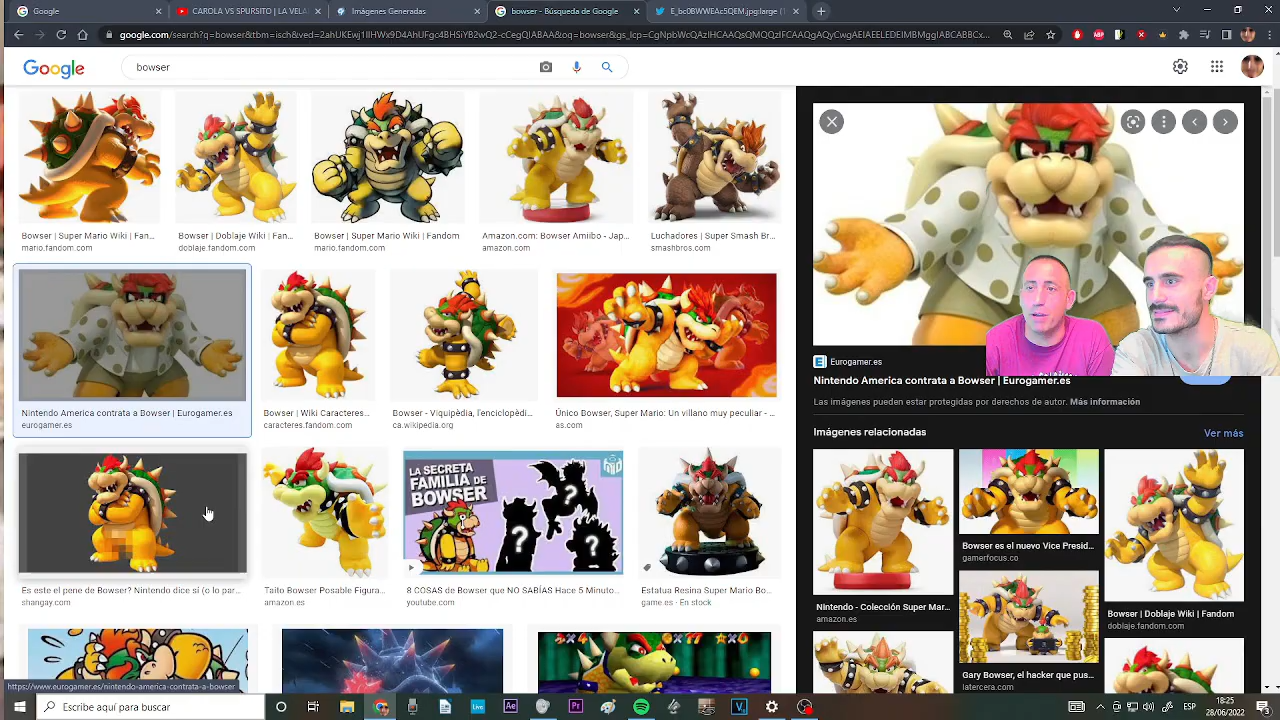 Google
CAROLA VS SPURSITO | LA VELA
Imágenes Generadas
bowser - Búsqueda de Google
E_bc0BWWEAc5QEM.jpg:large (1
Google
bowser
Bowser | Super Mario Wiki | Fan...
mario.fandom.com
Bowser | Doblaje Wiki | Fan...
doblaje.fandom.com
Bowser | Super Mario Wiki | Fandom
mario.fandom.com
Amazon.com: Bowser Amiibo - Jap...
amazon.com
Luchadores | Super Smash Br...
smashbros.com
Nintendo America contrata a Bowser | Eurogamer.es
eurogamer.es
Bowser | Wiki Caracteres...
caracteres.fandom.com
Bowser - Viquipèdia, l'enciclopèdi...
ca.wikipedia.org
Único Bowser, Super Mario: Un villano muy peculiar - ...
as.com
LA SECRETA
FAMILIA DE
BOWSER
Es este el pene de Bowser? Nintendo dice sí (o lo par...
shangay.com
Taito Bowser Posable Figura...
amazon.es
8 COSAS de Bowser que NO SABÍAS Hace 5 Minuto...
youtube.com
Estatua Resina Super Mario Bo...
game.es · En stock
Eurogamer.es
Nintendo America contrata a Bowser | Eurogamer.es
Las imágenes pueden estar protegidas por derechos de autor. Más información
Imágenes relacionadas
Ver más
Nintendo - Colección Super Mar...
amazon.es
Bowser es el nuevo Vice Presid...
gamerfocus.co
Bowser | Doblaje Wiki | Fandom
doblaje.fandom.com
Gary Bowser, el hacker que pus...
latercera.com
https://www.eurogamer.es/nintendo-america-contrata-a-bowser
Escribe aquí para buscar
Live
Ae
Pr
ESP
18:25
28/06/2022